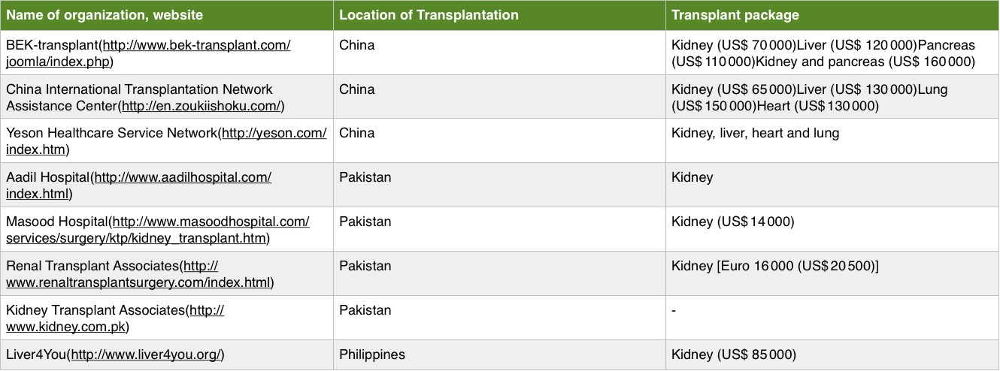 Name of organization, website
Location of Transplantation
Transplant package
BEK-transplant(http://www.bek-transplant.com/
joomla/index.php)
China
Kidney (US$ 70 000)Liver (US$ 120 000)Pancreas
(US$ 110 000)Kidney and pancreas (US$ 160 000)
China International Transplantation Network
Assistance Center(http://en.zoukiishoku.com/)
China
Kidney (US$ 65 000)Liver (US$ 130 000)Lung
(US$ 150 000)Heart (US$ 130 000)
Yeson Healthcare Service Network(http://yeson.com/
index.htm)
China
Kidney, liver, heart and lung
Aadil Hospital(http://www.aadilhospital.com/
index.html)
Pakistan
Kidney
Masood Hospital(http://www.masoodhospital.com/
services/surgery/ktp/kidney_transplant.htm)
Pakistan
Kidney (US$ 14 000)
Renal Transplant Associates(http://
www.renaltransplantsurgery.com/index.html)
Pakistan
Kidney [Euro 16 000 (US$ 20 500)]
Kidney Transplant Associates(http://
www.kidney.com.pk)
Pakistan
-
Liver4You(http://www.liver4you.org/)
Philippines
Kidney (US$ 85 000)